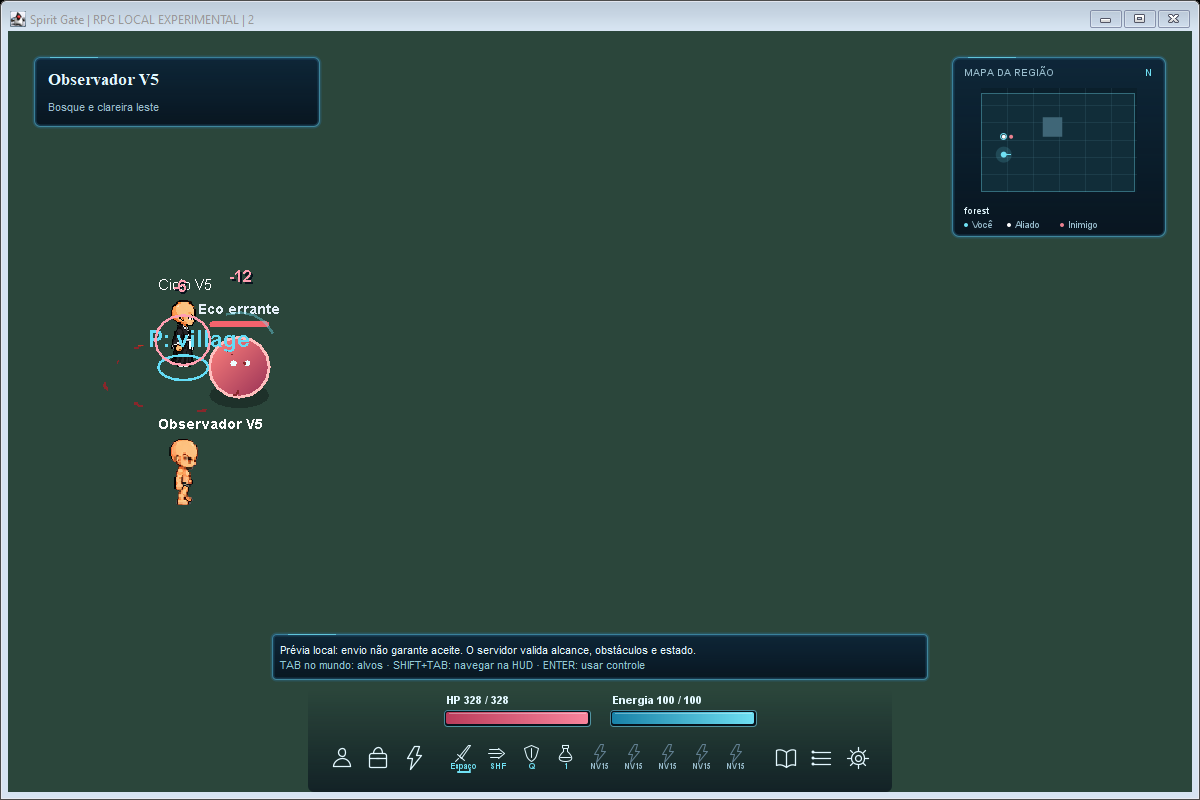 Spirit Gate | RPG LOCAL EXPERIMENTAL | 2
Observador V5
Bosque e clareira leste
MAPA DA REGIÃO
N
forest
Você
Aliado
Inimigo
-12
V5
-6
Eco errante
P: village
Observador V5
Prévia local: envio não garante aceite. O servidor valida alcance, obstáculos e estado.
TAB no mundo: alvos · SHIFT+TAB: navegar na HUD · ENTER: usar controle
HP 328 / 328
Energia 100 / 100
Espaço
SHF
Q
1
NV15
NV15
NV15
NV15
NV15